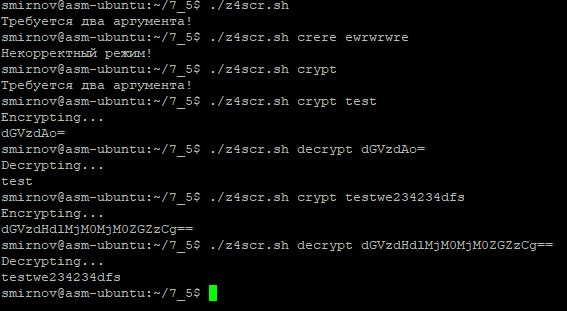 smirnov@asm-ubuntu:~/7_5$ ./z4scr.sh
Требуется два аргумента!
smirnov@asm-ubuntu:~/7_5$ ./z4scr.sh crere ewrwrwre
Некорректный режим!
smirnov@asm-ubuntu:~/7_5$ ./z4scr.sh crypt
Требуется два аргумента!
smirnov@asm-ubuntu:~/7_5$ ./z4scr.sh crypt test
Encrypting...
dGVzdAo=
smirnov@asm-ubuntu:~/7_5$ ./z4scr.sh decrypt dGVzdAo=
Decrypting...
test
smirnov@asm-ubuntu:~/7_5$ ./z4scr.sh crypt testwe234234dfs
Encrypting...
dGVzdHdlMjM0MjM0ZGZzCg==
smirnov@asm-ubuntu:~/7_5$ ./z4scr.sh decrypt dGVzdHdlMjM0MjM0ZGZzCg==
Decrypting...
testwe234234dfs
smirnov@asm-ubuntu:~/7_5$